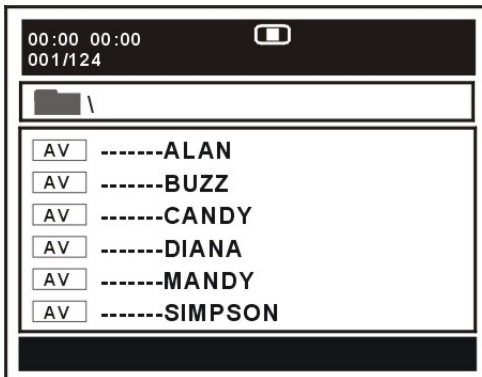 00:00 00:00
001/124
\
AV -------ALAN
AV -------BUZZ
AV -------CANDY
AV -------DIANA
AV -------MANDY
AV -------SIMPSON